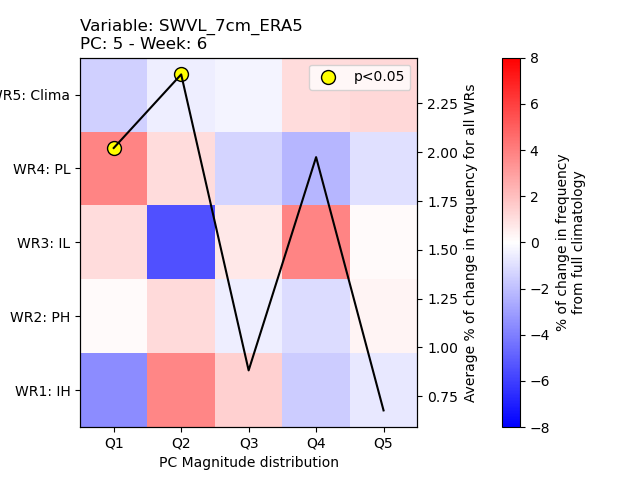 Variable: SWVL_7cm_ERA5
PC: 5 - Week: 6
p<0.05
WR5: Clima
WR4: PL
WR3: IL
WR2: PH
WR1: IH
Q1 Q2 Q3 Q4 Q5
PC Magnitude distribution
2.25
2.00
1.75
1.50
1.25
1.00
0.75
Average % of change in frequency for all WRs
8
6
4
2
0
−2
−4
−6
−8
% of change in frequency
from full climatology